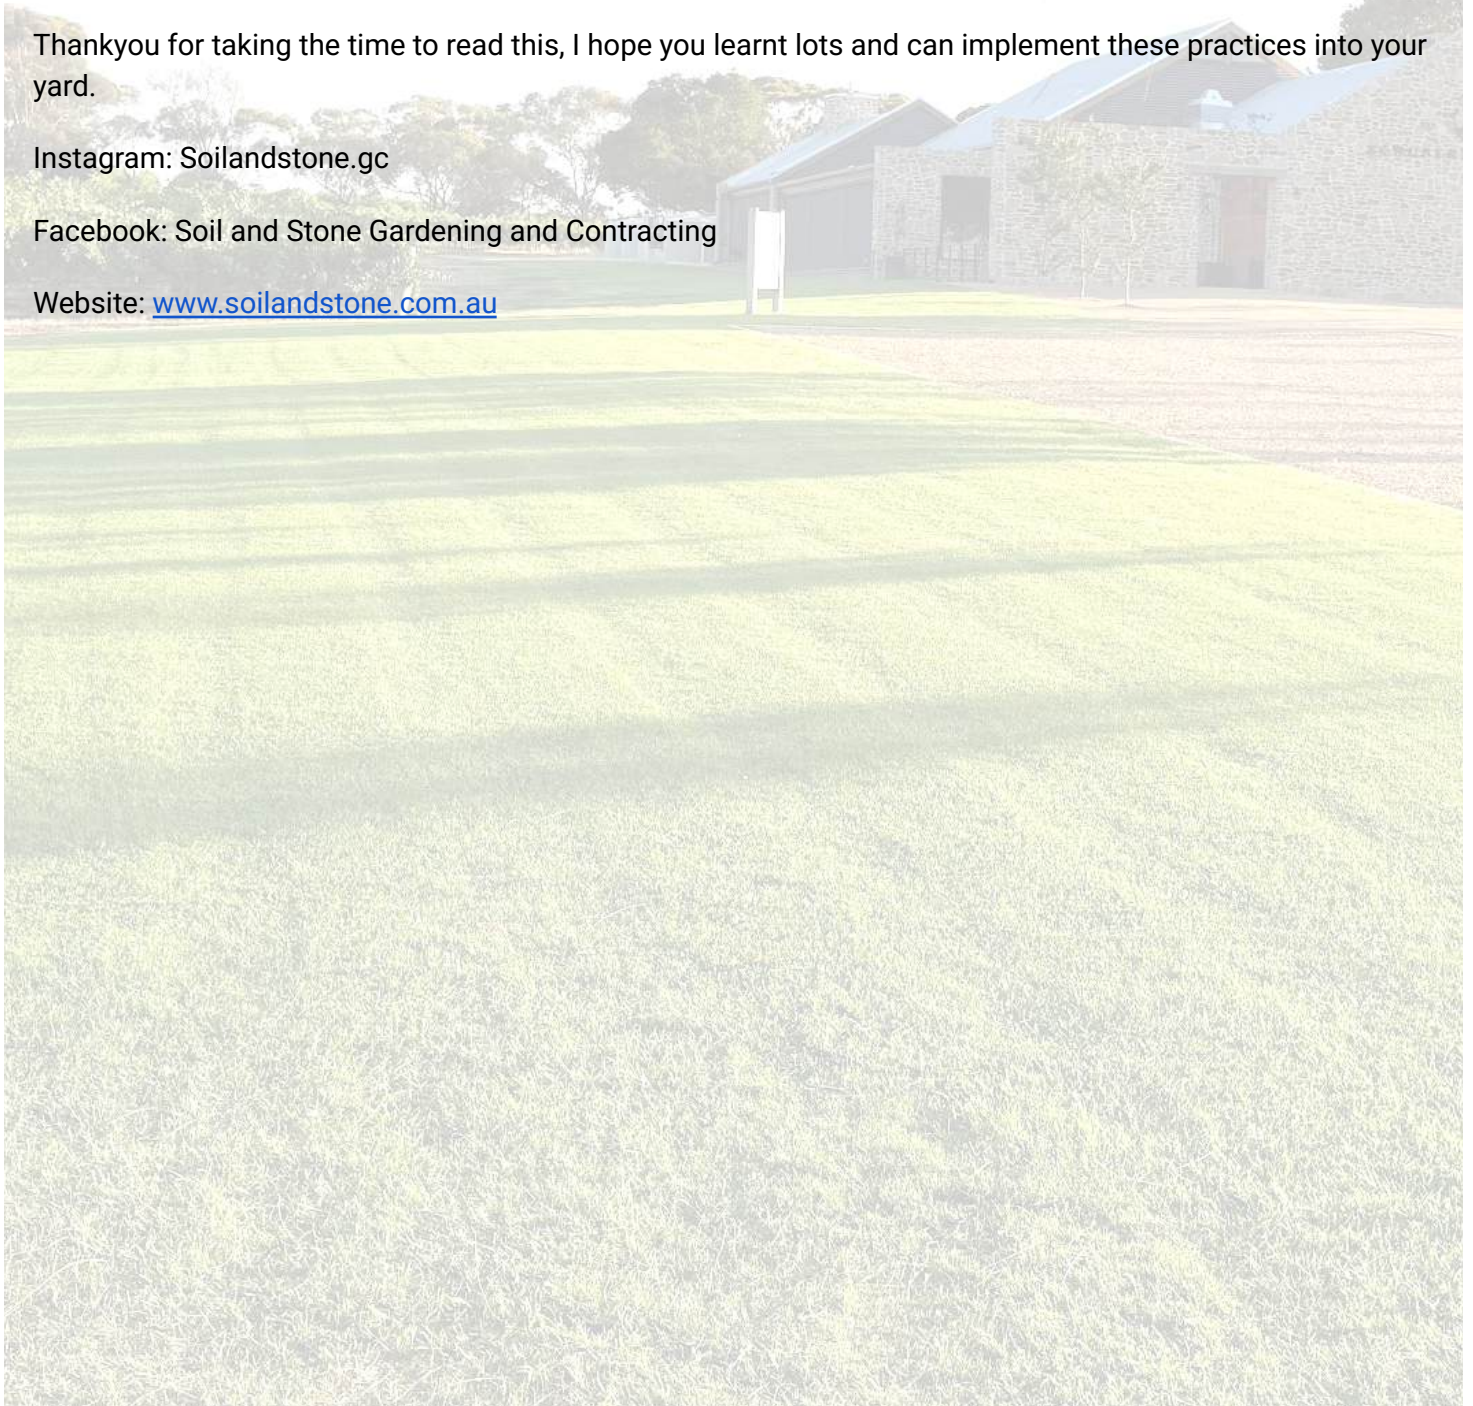 Thankyou for taking the time to read this, I hope you learnt lots and can implement these practices into your
yard.
Instagram: Soilandstone.gc
Facebook: Soil and Stone Gardening and Contracting
Website: www.soilandstone.com.au